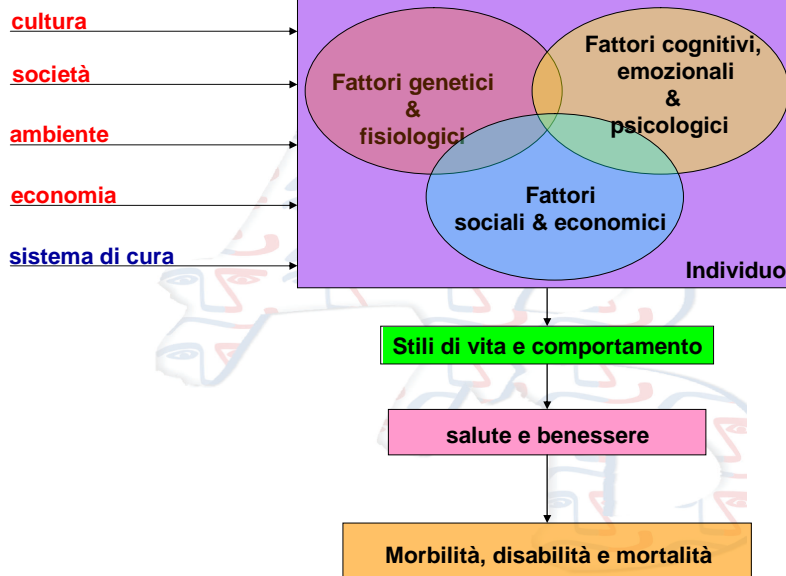 cultura
società
ambiente
economia
sistema di cura
Fattori genetici
&
fisiologici
Fattori cognitivi,
emozionali
&
psicologici
Fattori
sociali & economici
Individuo
Stili di vita e comportamento
salute e benessere
Morbilità, disabilità e mortalità